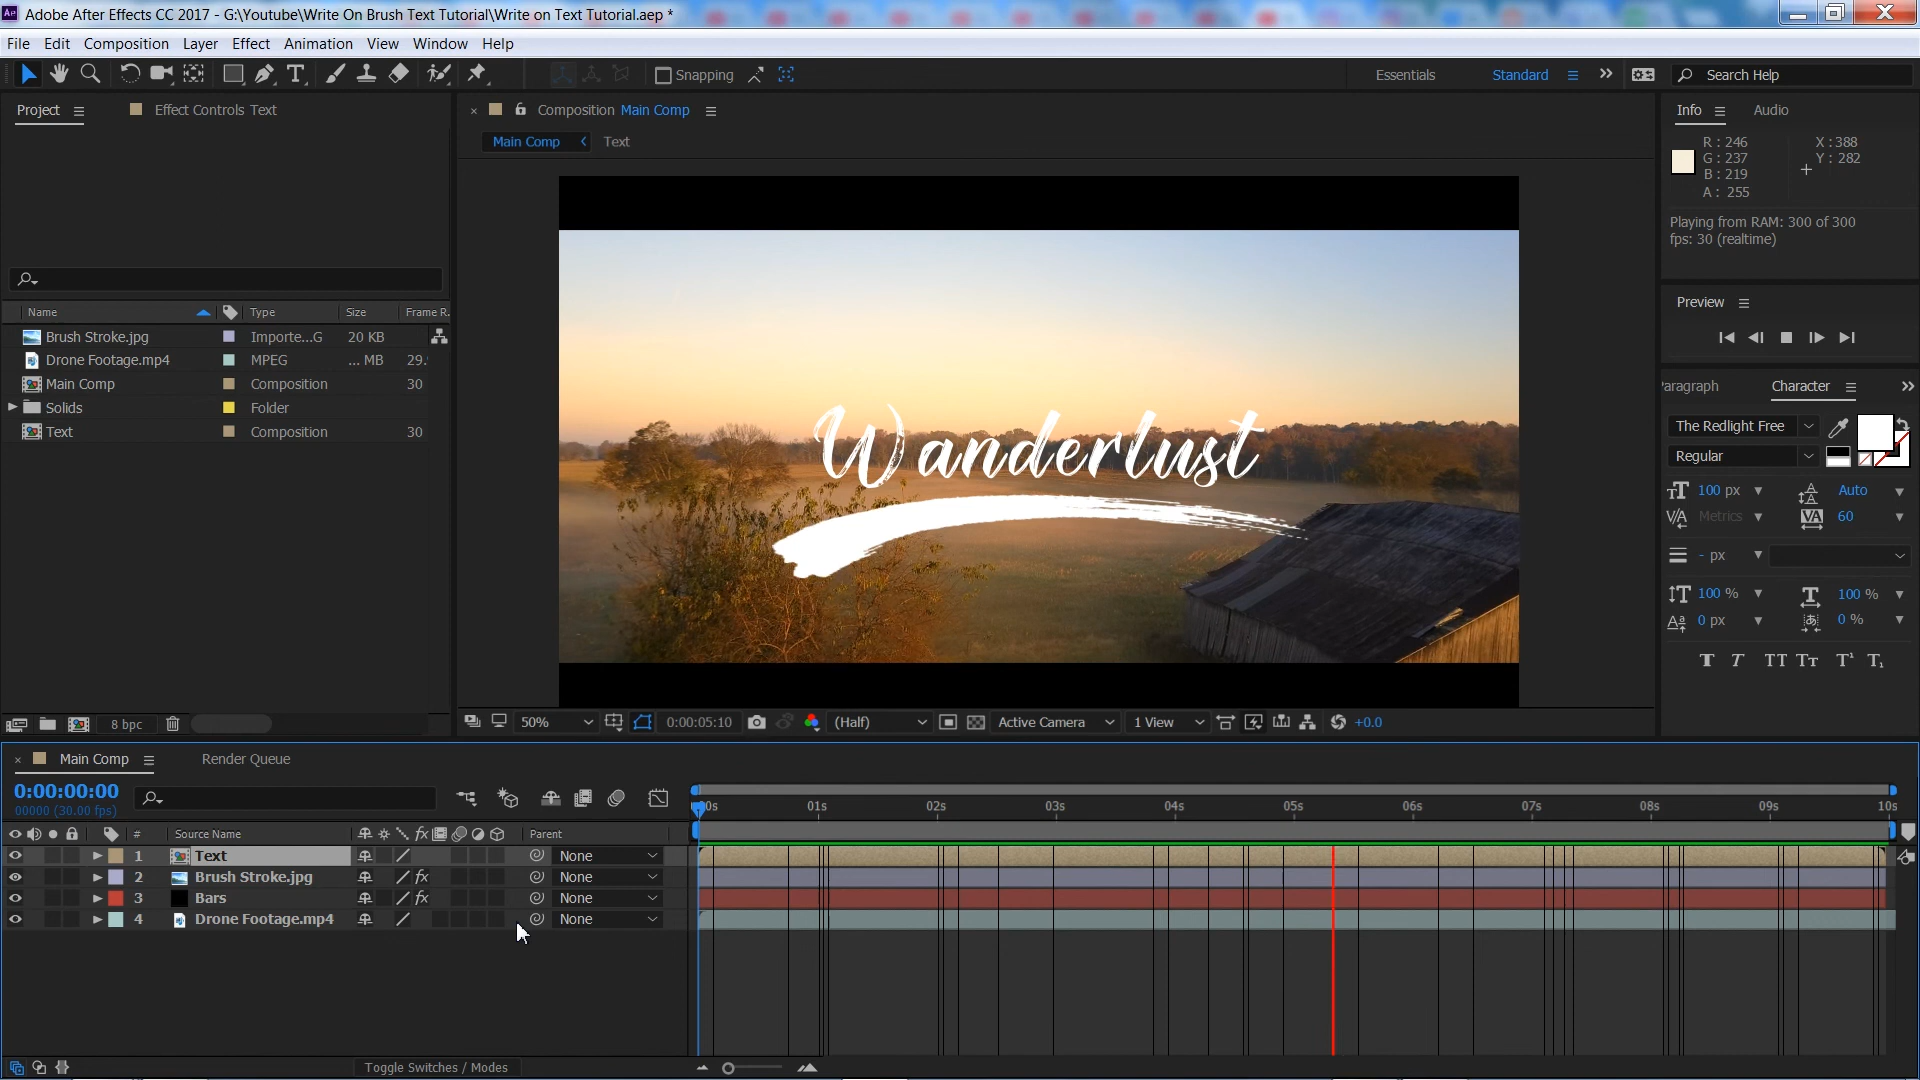 Adobe After Effects CC 2017 - G:\Youtube\Write On Brush Text Tutorial\Write on Text Tutorial.aep *
File Edit Composition Layer Effect Animation View Window Help
Snapping Essentials Standard Search Help
Project Effect Controls Text
Composition Main Comp
Main Comp Text
Info Audio
R : 246 X : 388
G : 237 Y : 282
B : 219
A : 255
Playing from RAM: 300 of 300
fps: 30 (realtime)
Preview
Paragraph Character
The Redlight Free
Regular
100 px Auto
Metrics 60
- px
100 % 100 %
0 px 0 %
Name Type Size Frame R.
Brush Stroke.jpg Importe...G 20 KB
Drone Footage.mp4 MPEG ... MB 29.
Main Comp Composition 30
Solids Folder
Text Composition 30
Wanderlust
8 bpc
50% 0:00:05:10 (Half) Active Camera 1 View +0.0
Main Comp Render Queue
0:00:00:00
00000 (30.00 fps)
00s 01s 02s 03s 04s 05s 06s 07s 08s 09s 10s
# Source Name fx Parent
1 Text None
2 Brush Stroke.jpg fx None
3 Bars fx None
4 Drone Footage.mp4 None
Toggle Switches / Modes